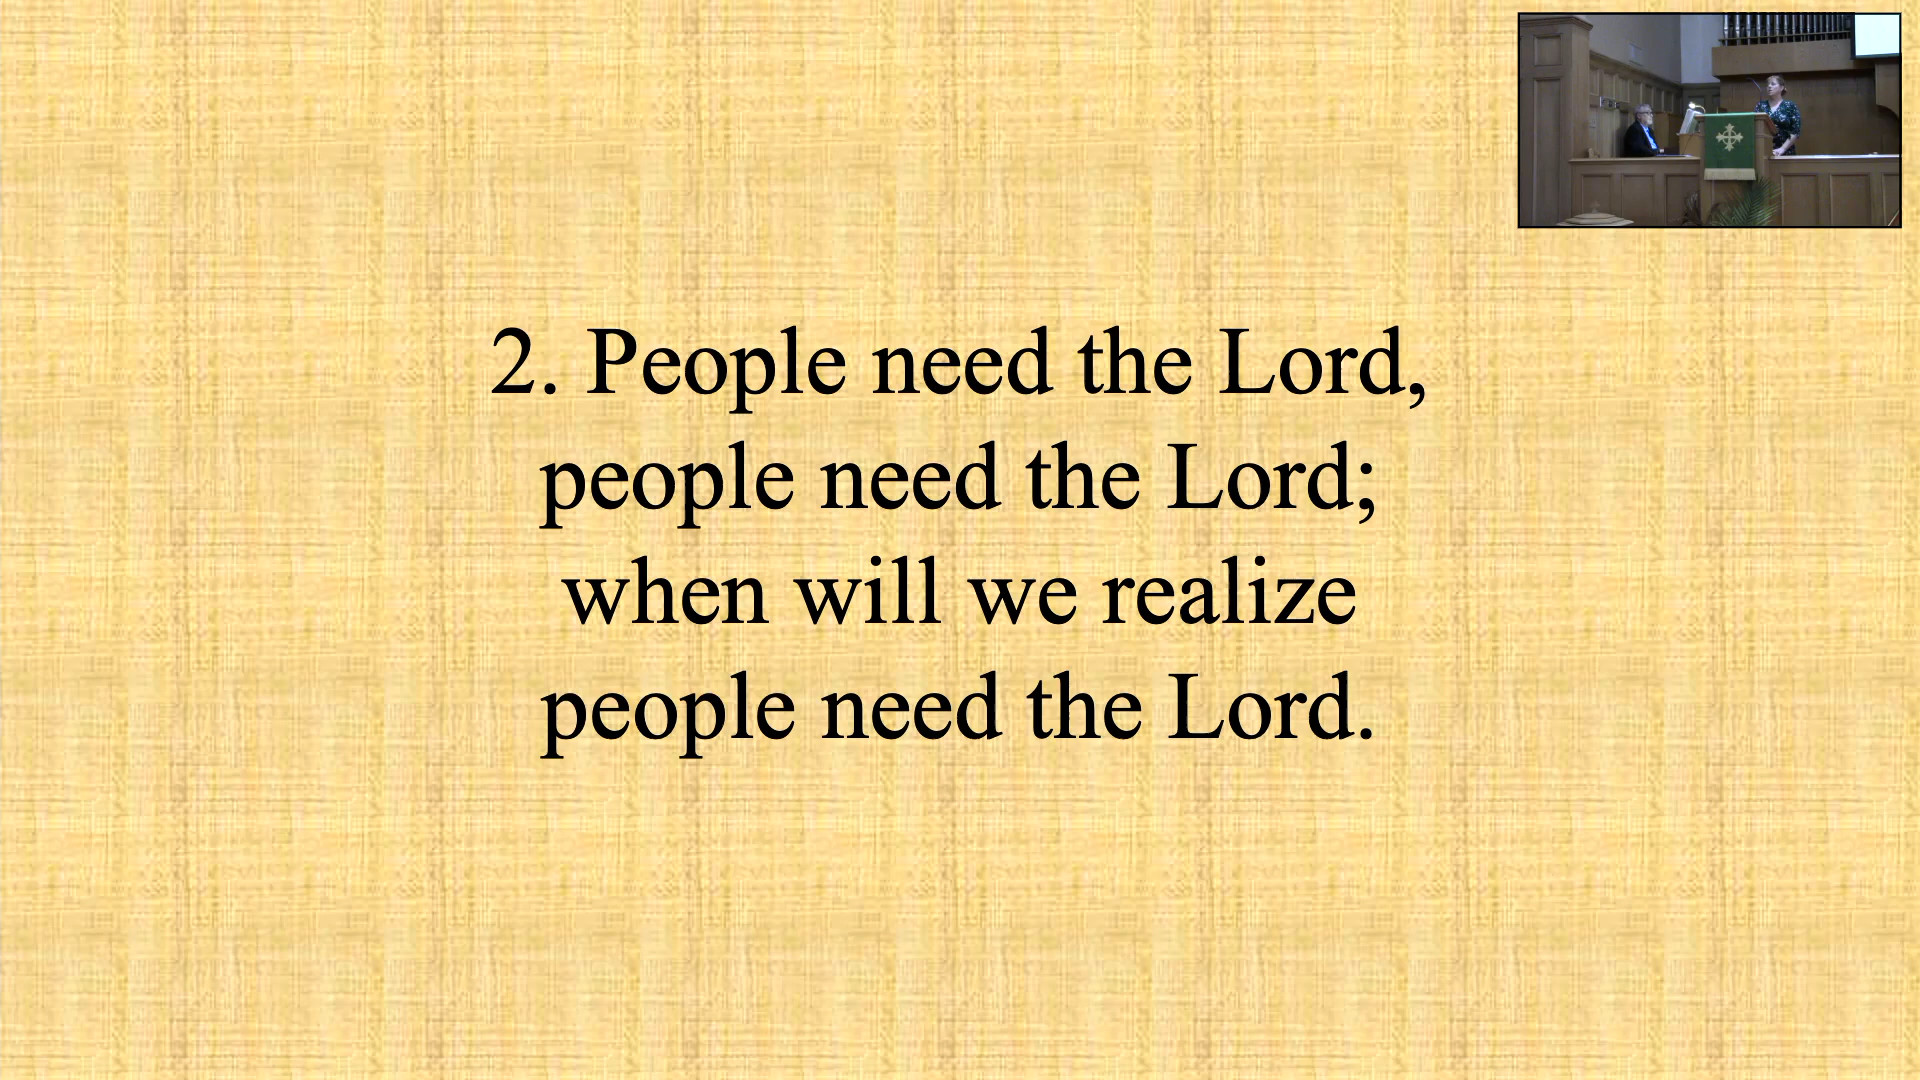 2. People need the Lord,
people need the Lord;
when will we realize
people need the Lord.